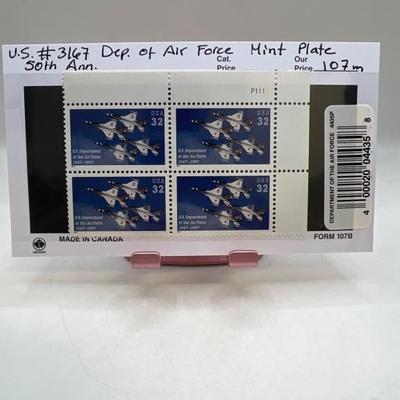 U.S. #3167 Dep. of Air Force Mint Plate
50th Ann. Cat. Price Our Price 107m
P1111
USA 32
U.S. Department
of the Air Force
1947-1997
USA 32
U.S. Department
of the Air Force
1947-1997
USA 32
U.S. Department
of the Air Force
1947-1997
USA 32
U.S. Department
of the Air Force
1947-1997
DEPARTMENT OF THE AIR FORCE -4435P
4 00020 04435 8
MADE IN CANADA
FORM 107B